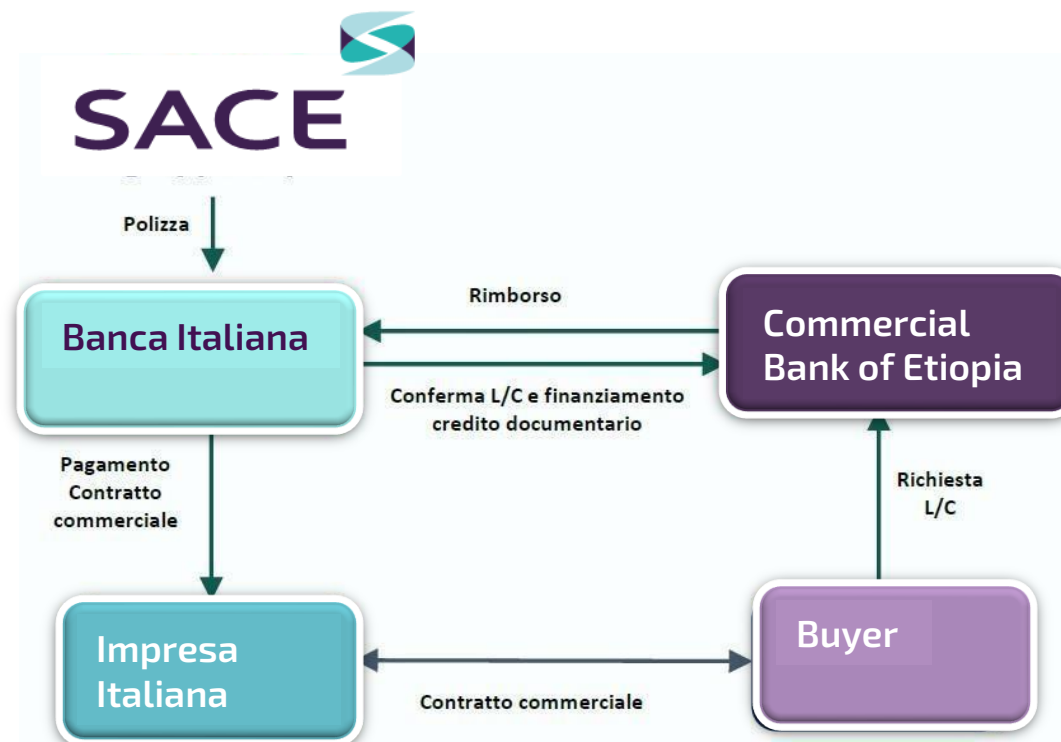 SACE
Polizza
Rimborso
Banca Italiana
Commercial
Bank of Etiopia
Conferma L/C e finanziamento
credito documentario
Pagamento
Contratto
commerciale
Richiesta
L/C
Impresa
Italiana
Buyer
Contratto commerciale